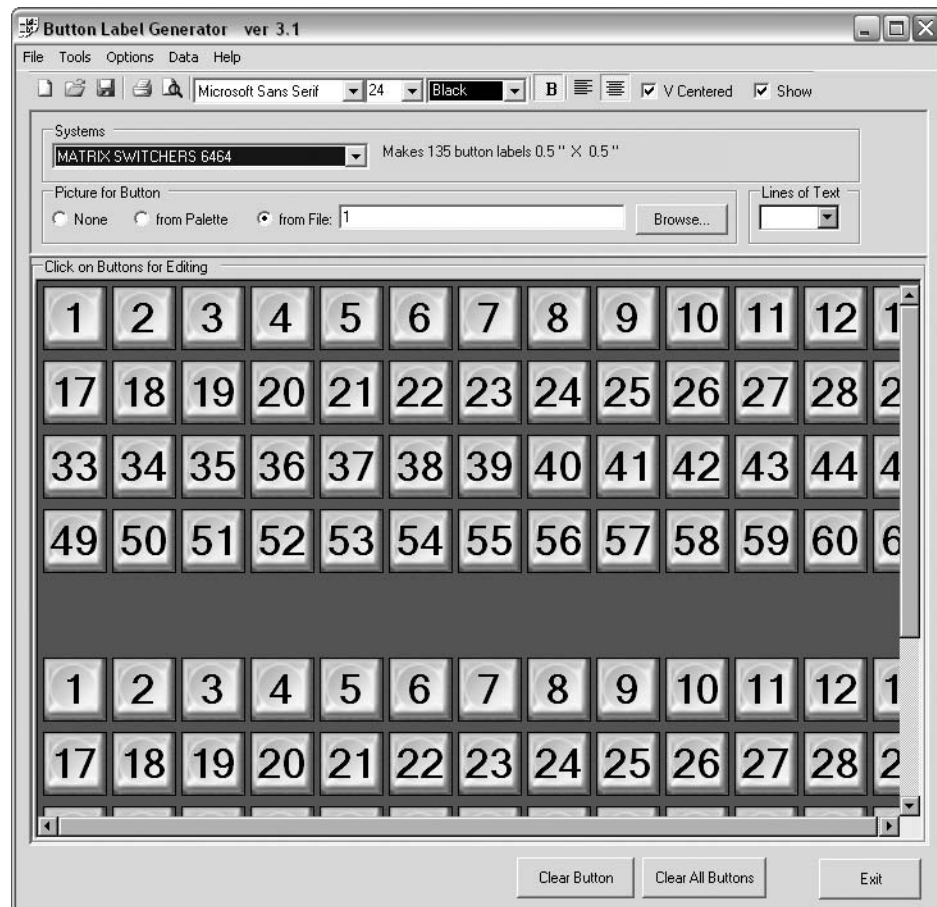 Button Label Generator ver 3.1
File Tools Options Data Help
Microsoft Sans Serif 24 Black B V Centered Show
Systems
MATRIX SWITCHERS 6464 Makes 135 button labels 0.5 " X 0.5 "
Picture for Button Lines of Text
None from Palette from File: 1 Browse...
Click on Buttons for Editing
1 2 3 4 5 6 7 8 9 10 11 12 1
17 18 19 20 21 22 23 24 25 26 27 28 2
33 34 35 36 37 38 39 40 41 42 43 44 4
49 50 51 52 53 54 55 56 57 58 59 60 6
1 2 3 4 5 6 7 8 9 10 11 12 1
17 18 19 20 21 22 23 24 25 26 27 28 2
Clear Button Clear All Buttons Exit